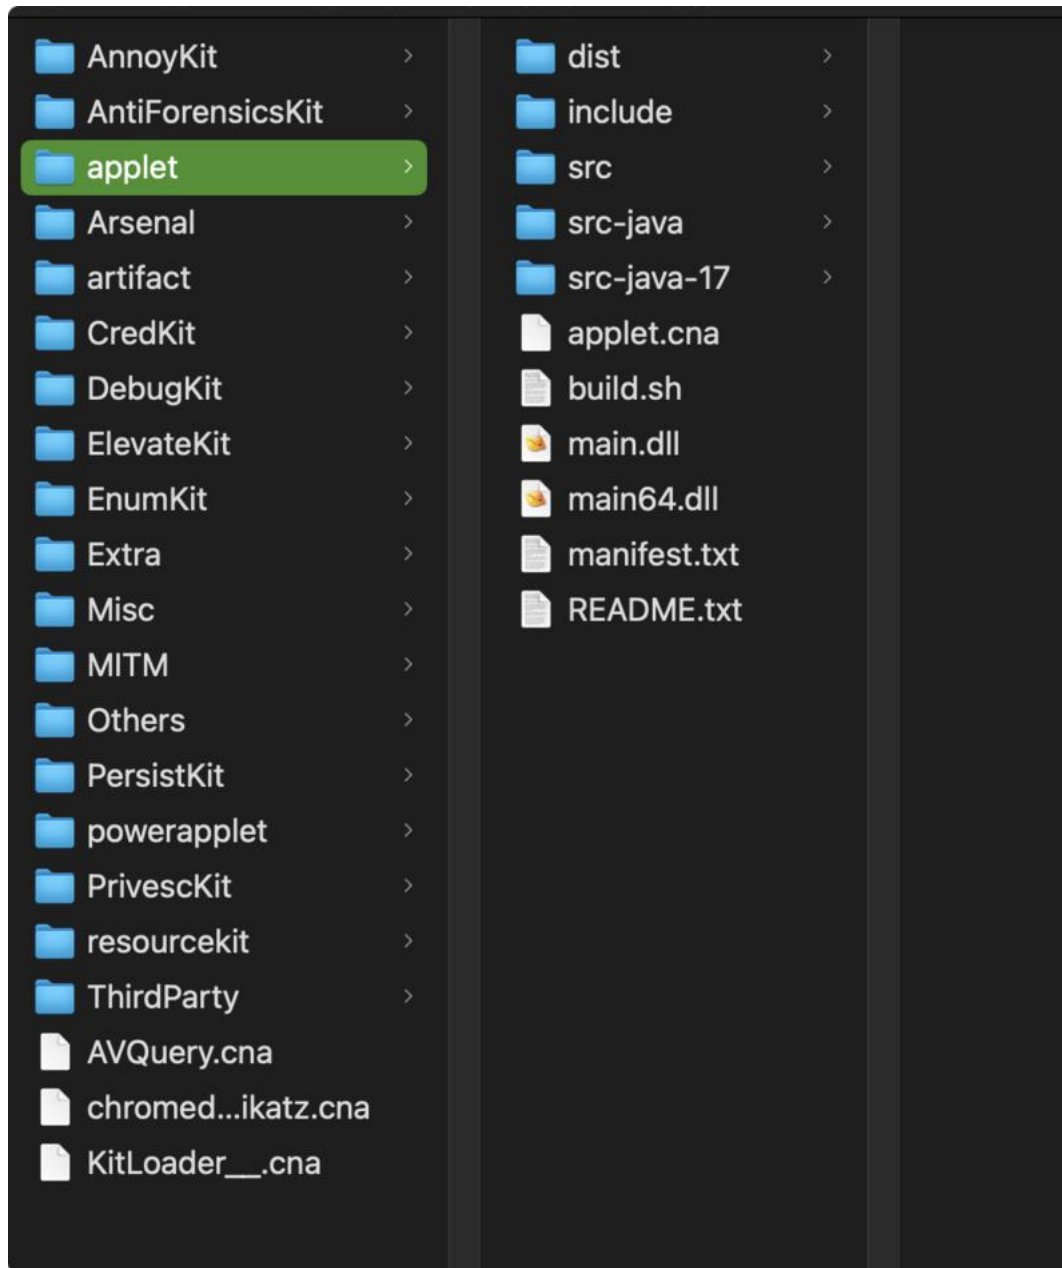 AnnoyKit
AntiForensicsKit
applet
Arsenal
artifact
CredKit
DebugKit
ElevateKit
EnumKit
Extra
Misc
MITM
Others
PersistKit
powerapplet
PrivescKit
resourcekit
ThirdParty
AVQuery.cna
chromed...ikatz.cna
KitLoader__.cna
dist
include
src
src-java
src-java-17
applet.cna
build.sh
main.dll
main64.dll
manifest.txt
README.txt